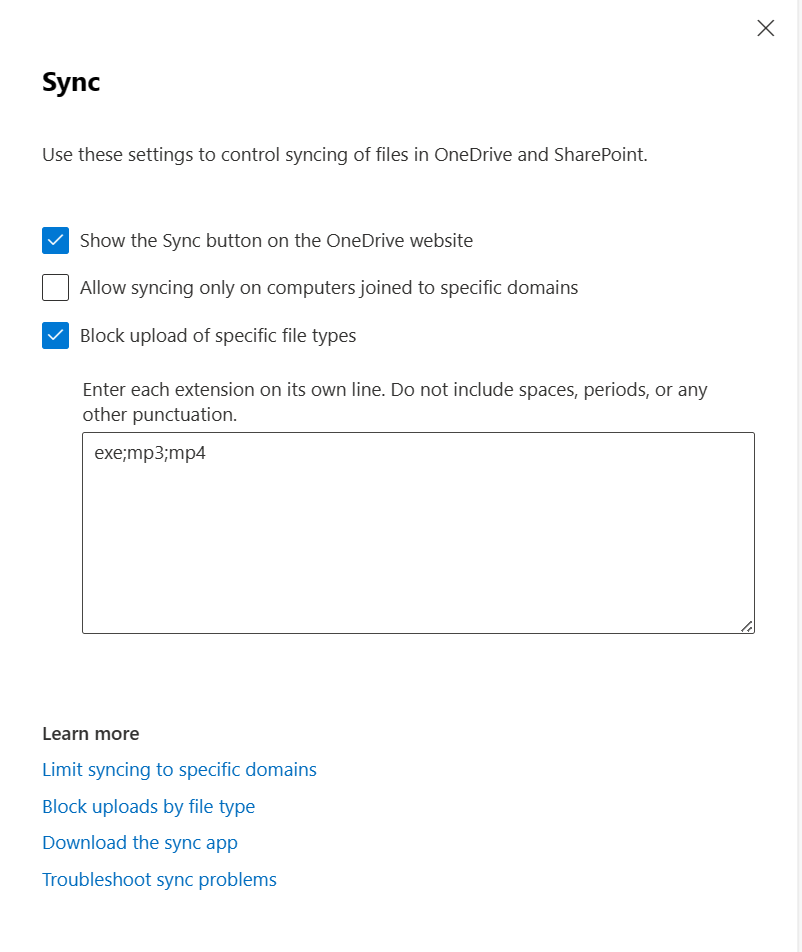 Sync
Use these settings to control syncing of files in OneDrive and SharePoint.
Show the Sync button on the OneDrive website
Allow syncing only on computers joined to specific domains
Block upload of specific file types
Enter each extension on its own line. Do not include spaces, periods, or any
other punctuation.
exe;mp3;mp4
Learn more
Limit syncing to specific domains
Block uploads by file type
Download the sync app
Troubleshoot sync problems